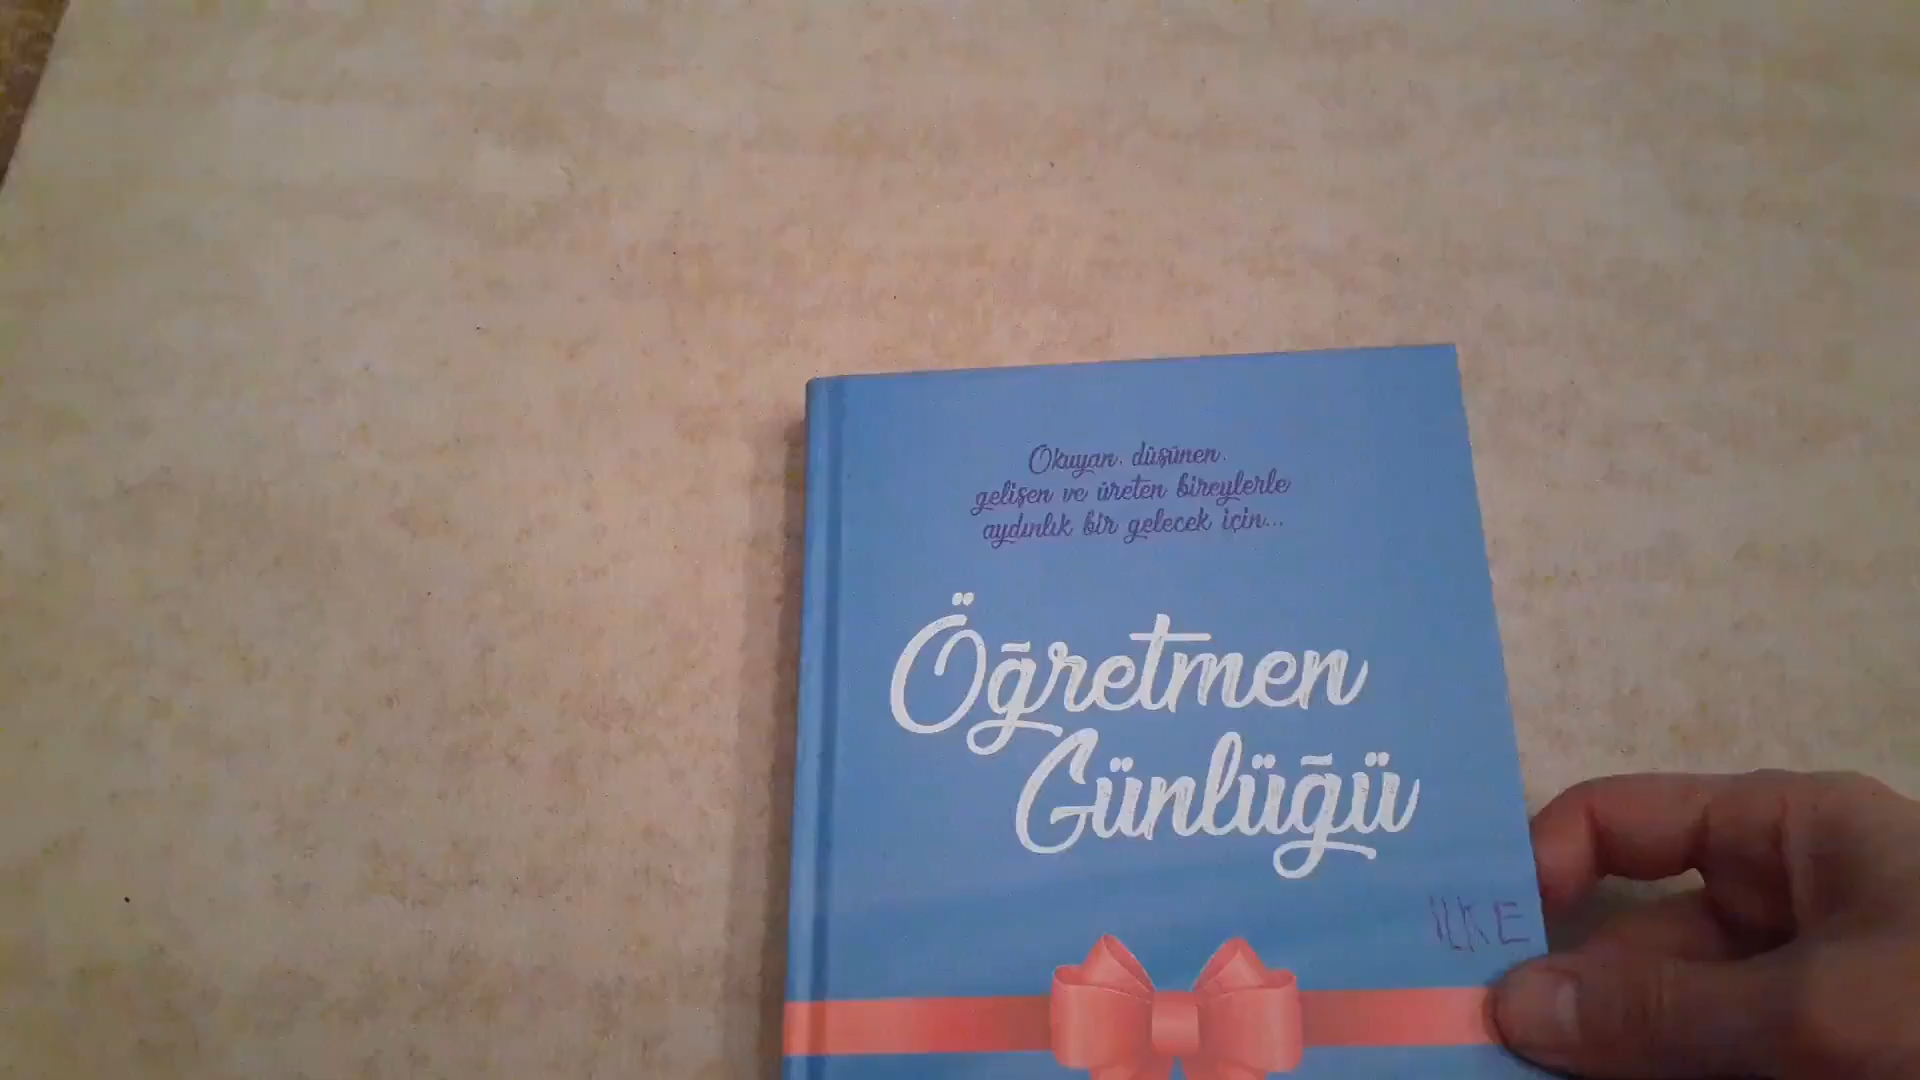 Okuyan, düşünen,
gelişen ve üreten bireylerle
aydınlık bir gelecek için...
Öğretmen
Günlüğü
İLKE